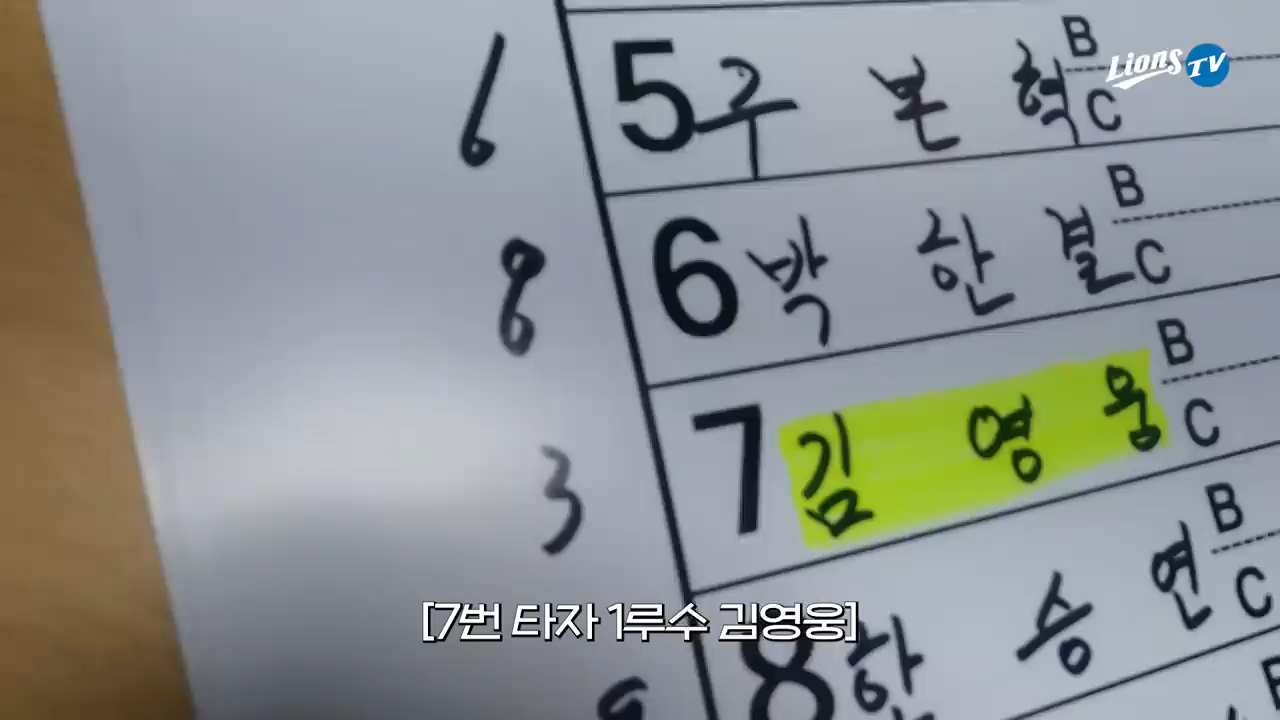 Lions TV
6 5 구본혁 B C
8 6 박한결 B C
3 7 김영웅 B C
8 함승연 B C
[7번 타자 1루수 김영웅]